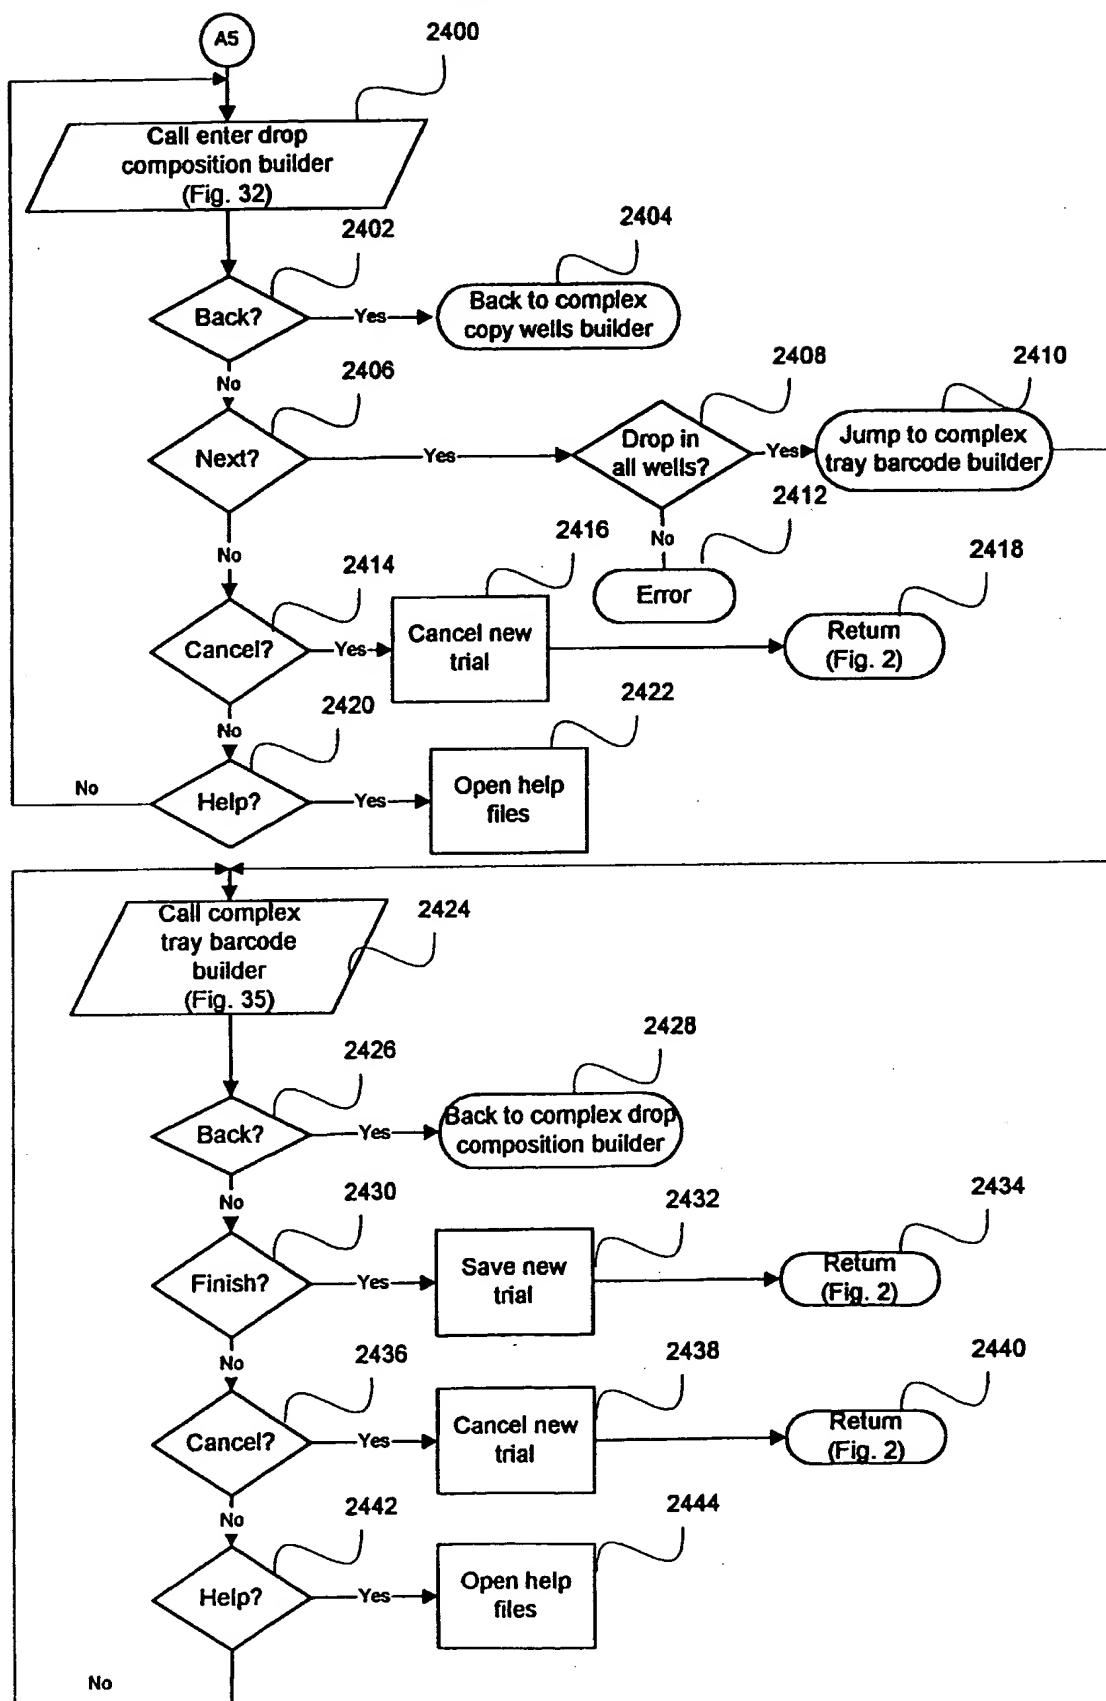 A5
2400
Call enter drop
composition builder
(Fig. 32)
2402
2404
Back?
Yes
Back to complex
copy wells builder
No
2406
2408
2410
Next?
Yes
Drop in
all wells?
Yes
Jump to complex
tray barcode builder
No
2412
Error
No
2414
2416
2418
Cancel?
Yes
Cancel new
trial
Return
(Fig. 2)
No
2420
2422
No
Help?
Yes
Open help
files
Call complex
tray barcode
builder
(Fig. 35)
2424
2426
2428
Back?
Yes
Back to complex drop
composition builder
No
2430
2432
2434
Finish?
Yes
Save new
trial
Return
(Fig. 2)
No
2436
2438
2440
Cancel?
Yes
Cancel new
trial
Return
(Fig. 2)
No
2442
2444
Help?
Yes
Open help
files
No